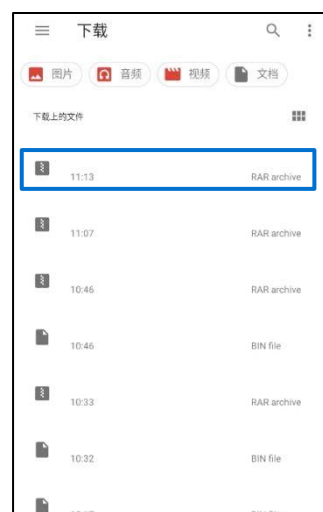 下载
图片 音频 视频 文档
下载上的文件
11:13 RAR archive
11:07 RAR archive
10:46 RAR archive
10:46 BIN file
10:33 RAR archive
10:32 BIN file